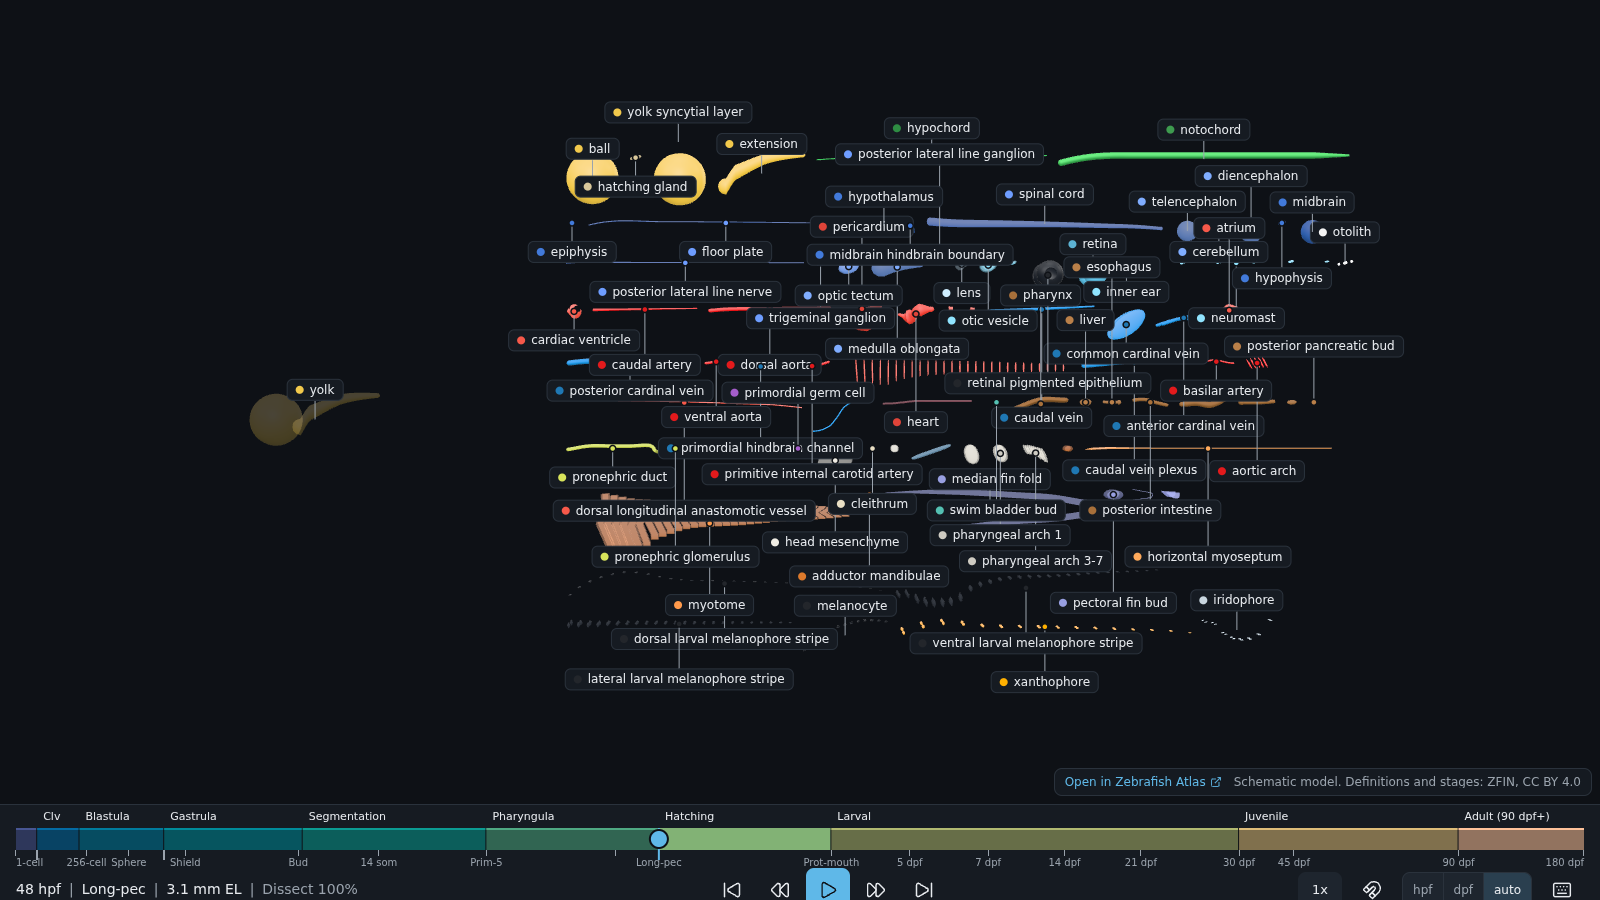 yolk syncytial layer
hypochord
notochord
ball
extension
posterior lateral line ganglion
hatching gland
diencephalon
hypothalamus
spinal cord
telencephalon
midbrain
pericardium
atrium
otolith
epiphysis
floor plate
midbrain hindbrain boundary
retina
cerebellum
esophagus
hypophysis
posterior lateral line nerve
optic tectum
lens
pharynx
inner ear
trigeminal ganglion
otic vesicle
liver
neuromast
cardiac ventricle
medulla oblongata
common cardinal vein
posterior pancreatic bud
caudal artery
dorsal aorta
yolk
posterior cardinal vein
primordial germ cell
retinal pigmented epithelium
basilar artery
ventral aorta
heart
caudal vein
anterior cardinal vein
primordial hindbrain channel
pronephric duct
primitive internal carotid artery
median fin fold
caudal vein plexus
aortic arch
dorsal longitudinal anastomotic vessel
cleithrum
swim bladder bud
posterior intestine
head mesenchyme
pharyngeal arch 1
pronephric glomerulus
pharyngeal arch 3-7
horizontal myoseptum
adductor mandibulae
myotome
melanocyte
pectoral fin bud
iridophore
dorsal larval melanophore stripe
ventral larval melanophore stripe
lateral larval melanophore stripe
xanthophore
Open in Zebrafish Atlas Schematic model. Definitions and stages: ZFIN, CC BY 4.0
Clv Blastula Gastrula Segmentation Pharyngula Hatching Larval Juvenile Adult (90 dpf+)
1-cell 256-cell Sphere Shield Bud 14 som Prim-5 Long-pec Prot-mouth 5 dpf 7 dpf 14 dpf 21 dpf 30 dpf 45 dpf 90 dpf 180 dpf
48 hpf | Long-pec | 3.1 mm EL | Dissect 100% 1x hpf dpf auto